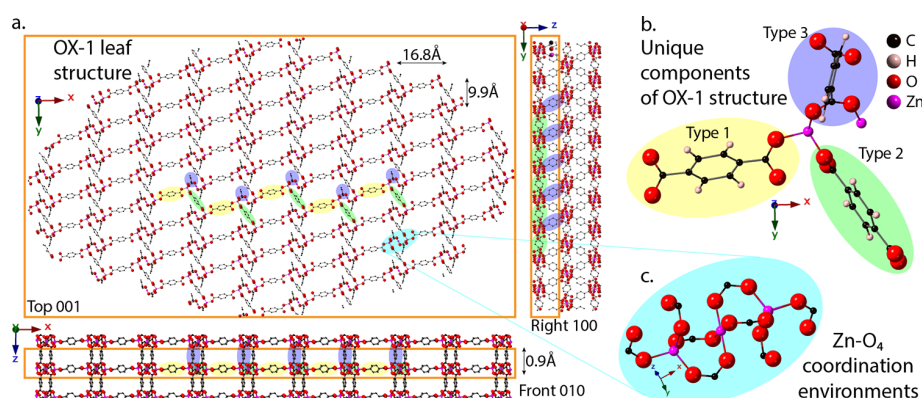 a.
OX-1 leaf
structure
16.8Å
9.9Å
z
x
y
Top 001
x
z
y
Right 100
y
x
z
0.9Å
Front 010
b.
Unique
components
of OX-1 structure
Type 3
C
H
O
Zn
Type 1
Type 2
z
x
y
c.
z
x
y
Zn-O₄
coordination
environments